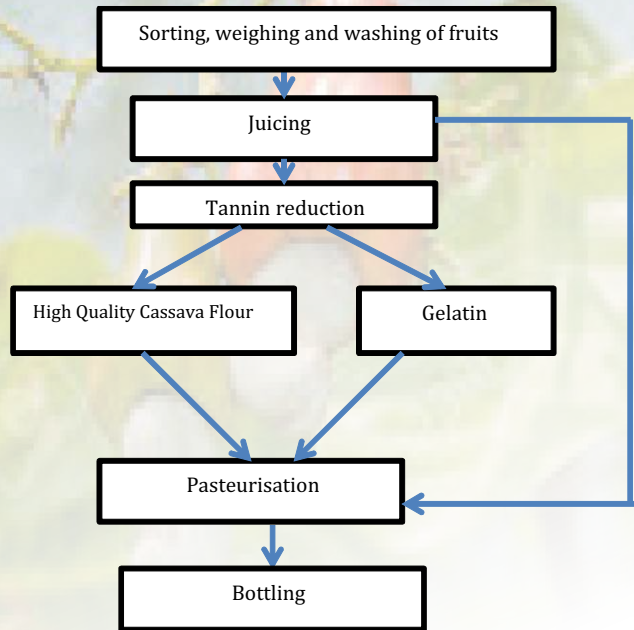 Sorting, weighing and washing of fruits
Juicing
Tannin reduction
High Quality Cassava Flour
Gelatin
Pasteurisation
Bottling